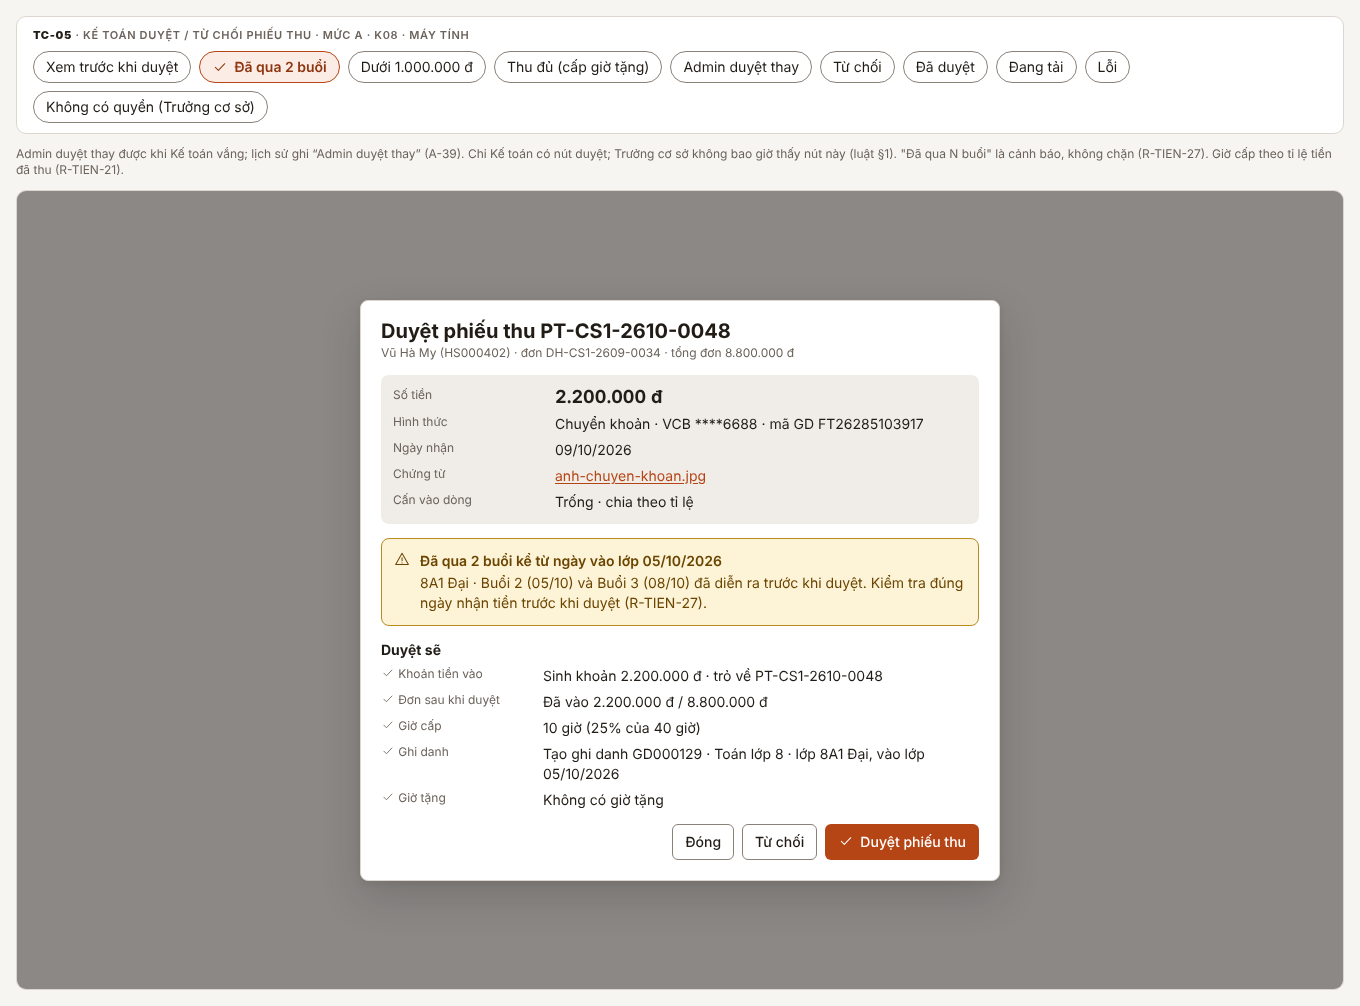 TC-05 · KẾ TOÁN DUYỆT / TỪ CHỐI PHIẾU THU · MỨC A · K08 · MÁY TÍNH
Xem trước khi duyệt
Đã qua 2 buổi
Dưới 1.000.000 đ
Thu đủ (cấp giờ tặng)
Admin duyệt thay
Từ chối
Đã duyệt
Đang tải
Lỗi
Không có quyền (Trưởng cơ sở)
Admin duyệt thay được khi Kế toán vắng; lịch sử ghi “Admin duyệt thay” (A-39). Chỉ Kế toán có nút duyệt; Trưởng cơ sở không bao giờ thấy nút này (luật §1). "Đã qua N buổi" là cảnh báo, không chặn (R-TIEN-27). Giờ cấp theo tỉ lệ tiền
đã thu (R-TIEN-21).
Duyệt phiếu thu PT-CS1-2610-0048
Vũ Hà My (HS000402) · đơn DH-CS1-2609-0034 · tổng đơn 8.800.000 đ
Số tiền
2.200.000 đ
Hình thức
Chuyển khoản · VCB ****6688 · mã GD FT26285103917
Ngày nhận
09/10/2026
Chứng từ
anh-chuyen-khoan.jpg
Cấn vào dòng
Trống · chia theo tỉ lệ
Đã qua 2 buổi kể từ ngày vào lớp 05/10/2026
8A1 Đại · Buổi 2 (05/10) và Buổi 3 (08/10) đã diễn ra trước khi duyệt. Kiểm tra đúng
ngày nhận tiền trước khi duyệt (R-TIEN-27).
Duyệt sẽ
Khoản tiền vào
Sinh khoản 2.200.000 đ · trỏ về PT-CS1-2610-0048
Đơn sau khi duyệt
Đã vào 2.200.000 đ / 8.800.000 đ
Giờ cấp
10 giờ (25% của 40 giờ)
Ghi danh
Tạo ghi danh GD000129 · Toán lớp 8 · lớp 8A1 Đại, vào lớp
05/10/2026
Giờ tặng
Không có giờ tặng
Đóng
Từ chối
Duyệt phiếu thu